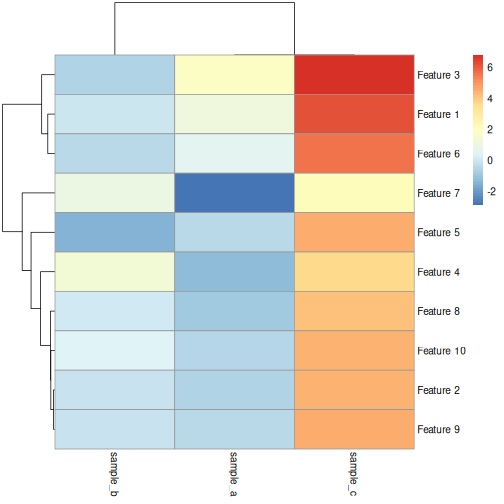 Feature 3
Feature 1
Feature 6
Feature 7
Feature 5
Feature 4
Feature 8
Feature 10
Feature 2
Feature 9
6
4
2
0
-2
sample_b
sample_a
sample_c